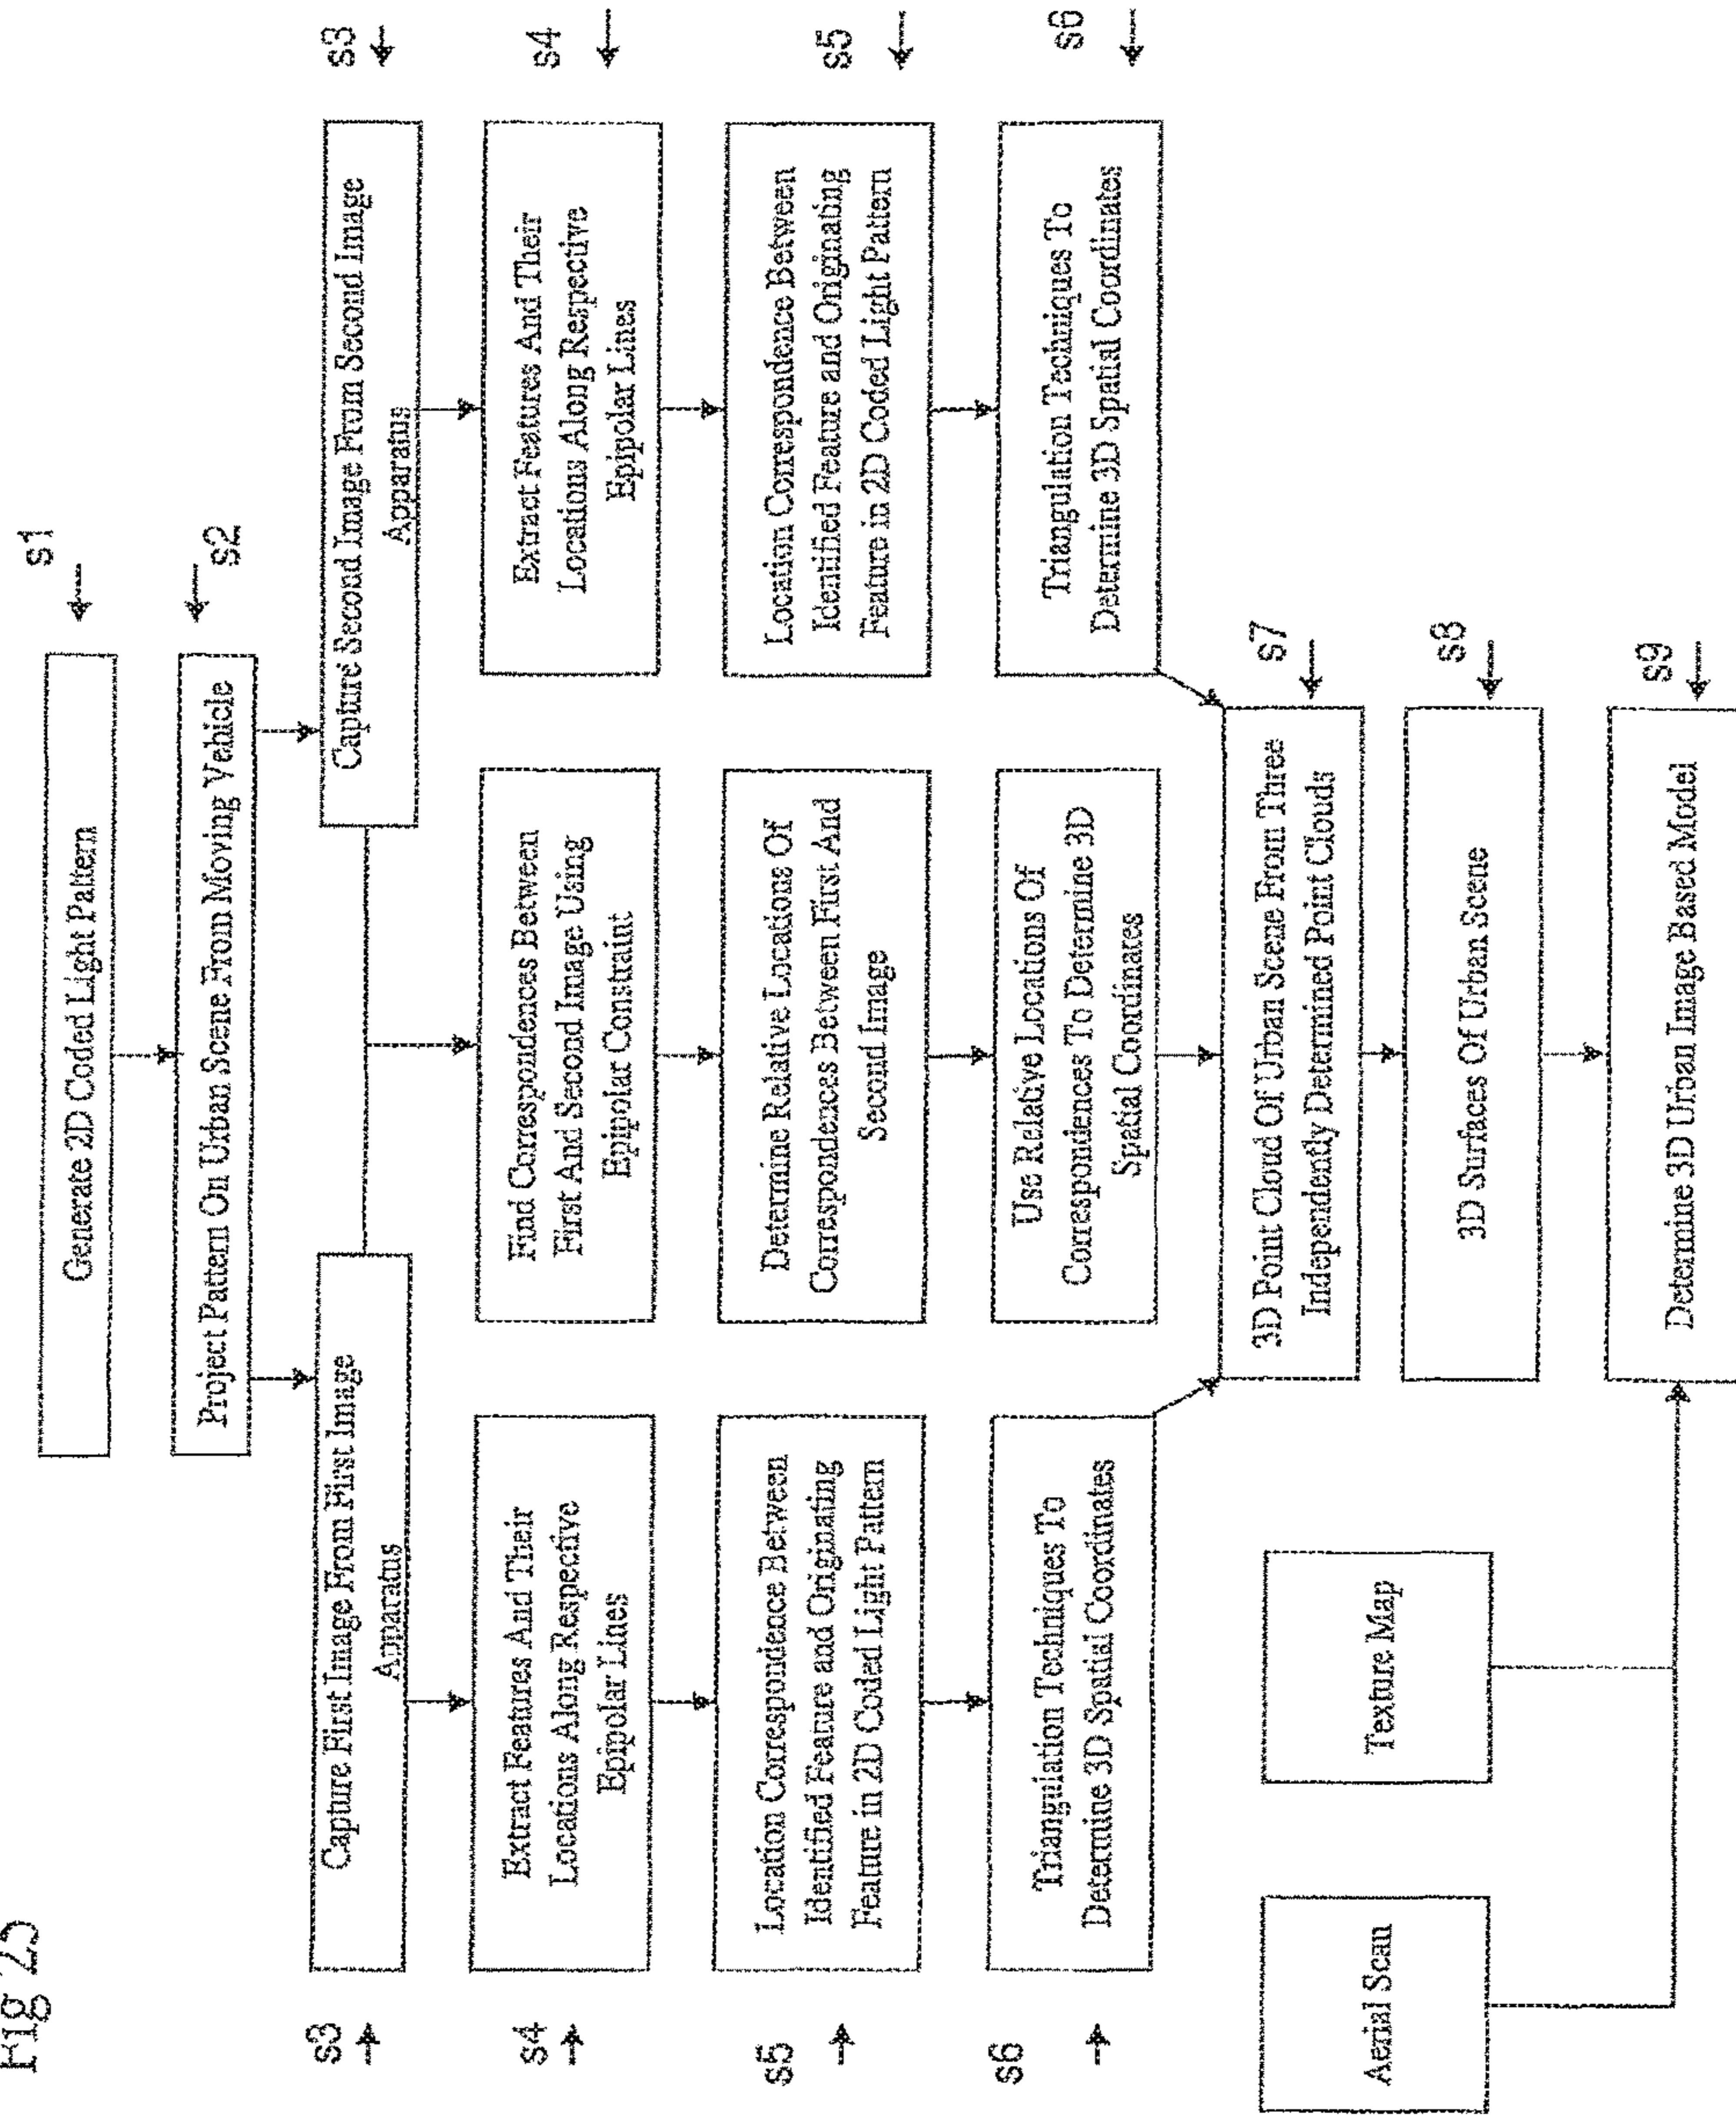 Fig 25
s1
Generate 2D Coded Light Pattern
s2
Project Pattern On Urban Scene From Moving Vehicle
s3
Capture First Image From First Image
Apparatus
Capture Second Image From Second Image
Apparatus
s3
s4
Extract Features And Their
Locations Along Respective
Epipolar Lines
Find Correspondences Between
First And Second Image Using
Epipolar Constraint
Extract Features And Their
Locations Along Respective
Epipolar Lines
s4
s5
Location Correspondence Between
Identified Feature and Originating
Feature in 2D Coded Light Pattern
Determine Relative Locations Of
Correspondences Between First And
Second Image
Location Correspondence Between
Identified Feature and Originating
Feature in 2D Coded Light Pattern
s5
s6
Triangulation Techniques To
Determine 3D Spatial Coordinates
Use Relative Locations Of
Correspondences To Determine 3D
Spatial Coordinates
Triangulation Techniques To
Determine 3D Spatial Coordinates
s6
3D Point Cloud Of Urban Scene From Three
Independently Determined Point Clouds
s7
Aerial Scan
Texture Map
3D Surfaces Of Urban Scene
s8
Determine 3D Urban Image Based Model
s9